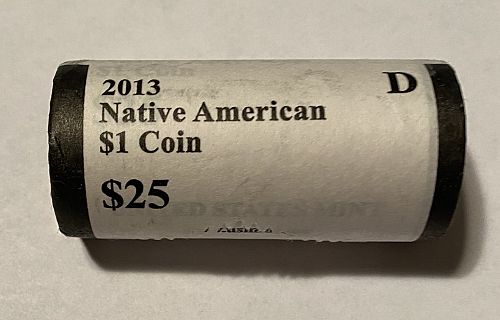 2013 D
Native American
$1 Coin
$25